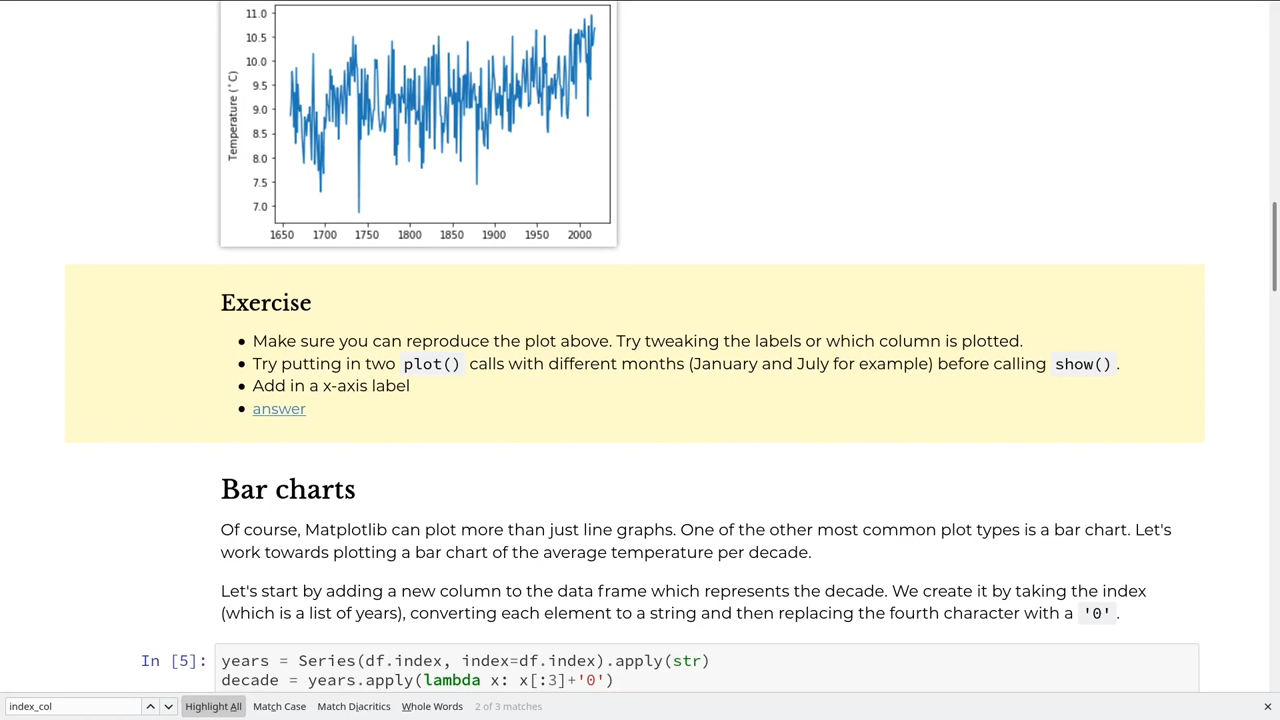 11.0
10.5
10.0
9.5
9.0
8.5
8.0
7.5
7.0
Temperature (°C)
1650 1700 1750 1800 1850 1900 1950 2000
Exercise
• Make sure you can reproduce the plot above. Try tweaking the labels or which column is plotted.
• Try putting in two plot() calls with different months (January and July for example) before calling show().
• Add in a x-axis label
• answer
Bar charts
Of course, Matplotlib can plot more than just line graphs. One of the other most common plot types is a bar chart. Let's
work towards plotting a bar chart of the average temperature per decade.
Let's start by adding a new column to the data frame which represents the decade. We create it by taking the index
(which is a list of years), converting each element to a string and then replacing the fourth character with a '0'.
In [5]: years = Series(df.index, index=df.index).apply(str)
decade = years.apply(lambda x: x[:3]+'0')
index_col Highlight All Match Case Match Diacritics Whole Words 2 of 3 matches